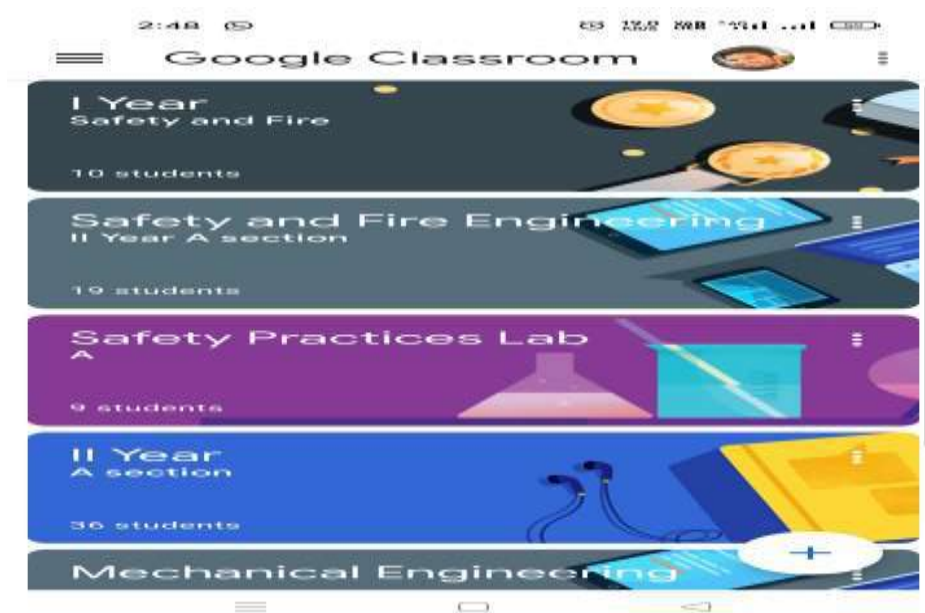 2:48
Google Classroom
I Year
Safety and Fire
10 students
Safety and Fire Engineering
II Year A section
19 students
Safety Practices Lab
A
9 students
II Year
A section
36 students
Mechanical Engineering